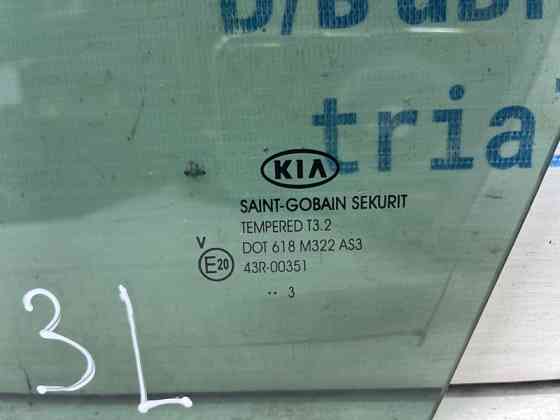 tria
KIA
SAINT-GOBAIN SEKURIT
TEMPERED T3.2
DOT 618 M322 AS3
V
E20
43R-00351
·· 3
3L